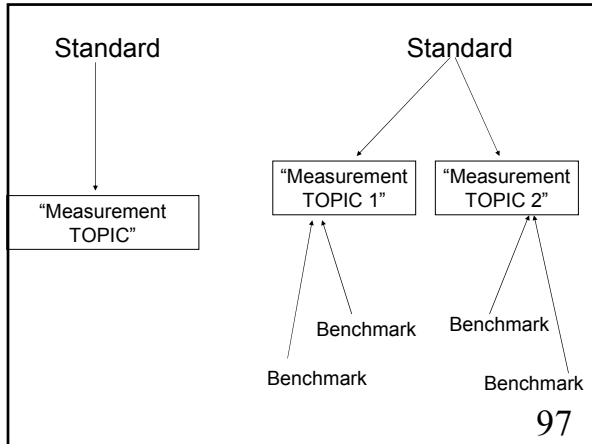 Standard
Standard
“Measurement
TOPIC”
“Measurement
TOPIC 1”
“Measurement
TOPIC 2”
Benchmark
Benchmark
Benchmark
Benchmark
97